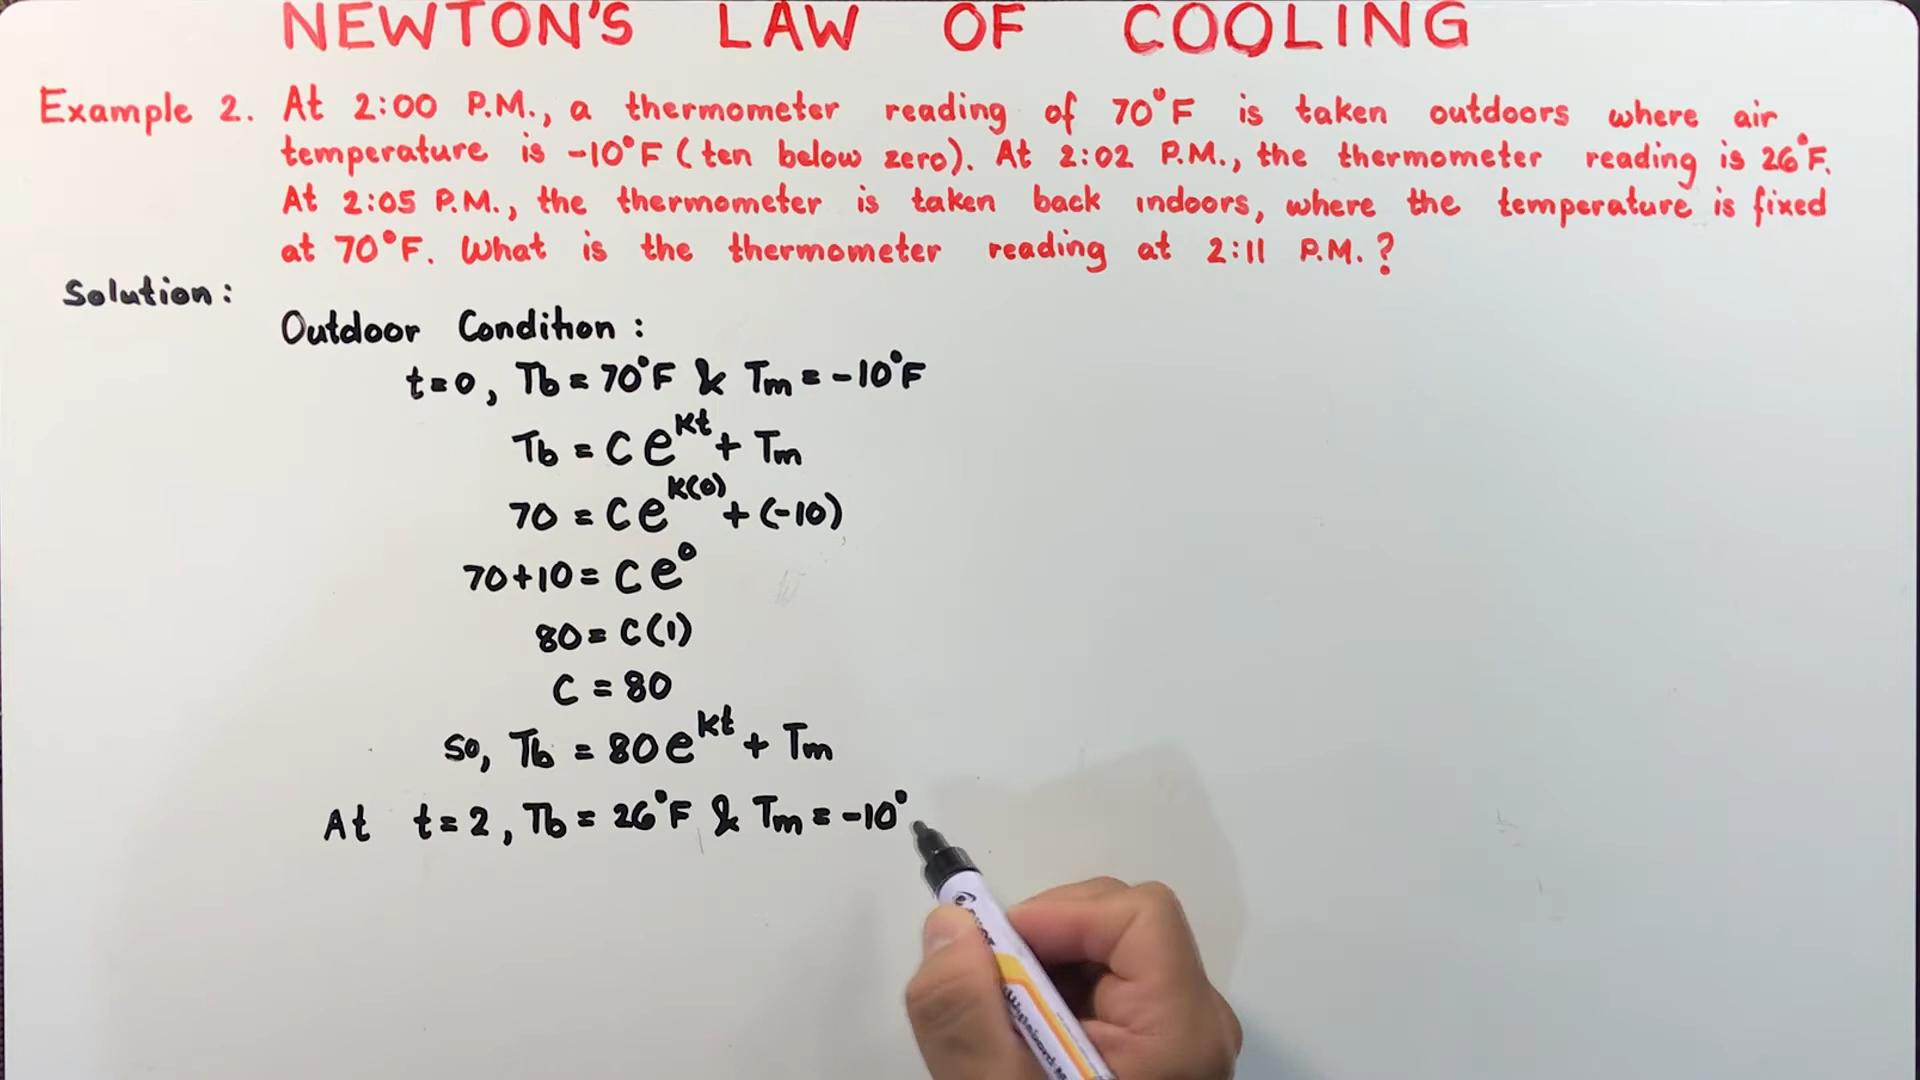 NEWTON'S LAW OF COOLING
Example 2. At 2:00 P.M., a thermometer reading of 70°F is taken outdoors where air
temperature is -10°F (ten below zero). At 2:02 P.M., the thermometer reading is 26°F.
At 2:05 P.M., the thermometer is taken back indoors, where the temperature is fixed
at 70°F. What is the thermometer reading at 2:11 P.M.?
Solution:
Outdoor Condition:
t=0, Tb = 70°F & Tm = -10°F
Tb = Ce^kt + Tm
70 = Ce^k(0) + (-10)
70+10 = Ce^0
80 = C(1)
C = 80
so, Tb = 80e^kt + Tm
At t=2, Tb = 26°F & Tm = -10°